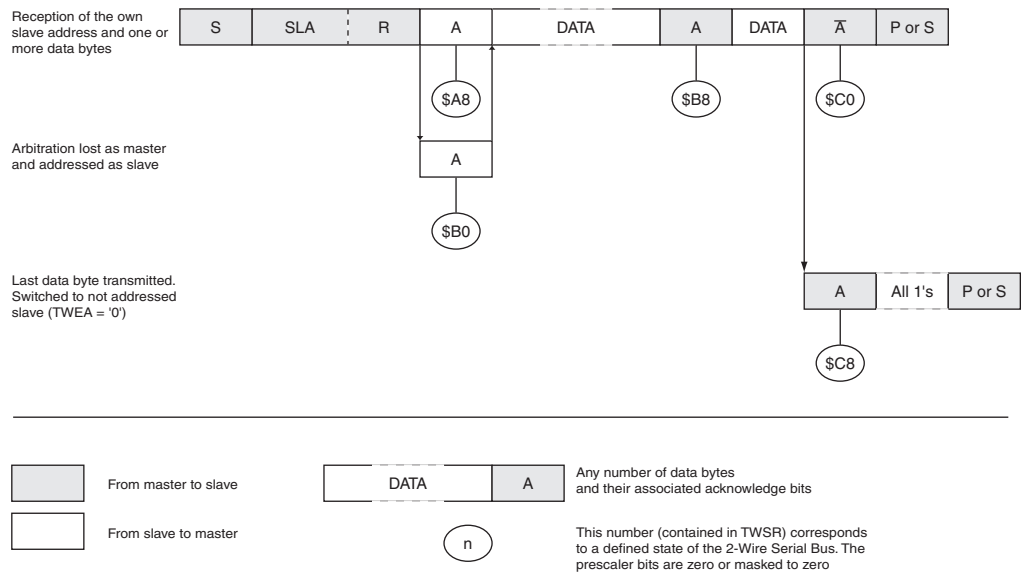 Reception of the own
slave address and one or
more data bytes
S SLA R A DATA A DATA A̅ P or S
$A8 $B8 $C0
Arbitration lost as master
and addressed as slave
A
$B0
Last data byte transmitted.
Switched to not addressed
slave (TWEA = '0')
A All 1's P or S
$C8
From master to slave
DATA A
Any number of data bytes
and their associated acknowledge bits
From slave to master
n
This number (contained in TWSR) corresponds
to a defined state of the 2-Wire Serial Bus. The
prescaler bits are zero or masked to zero